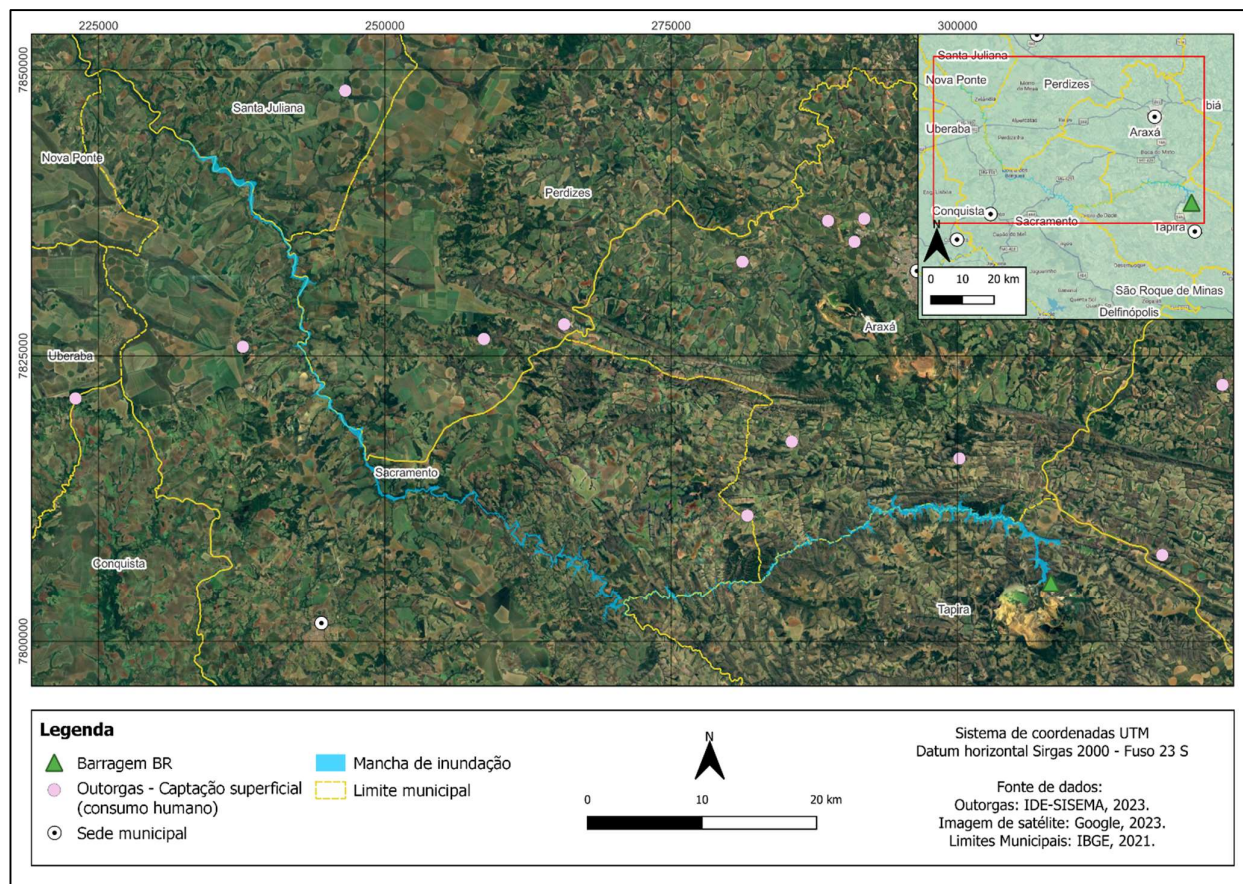 225000
250000
275000
300000
7850000
7825000
7800000
Santa Juliana
Nova Ponte
Perdizes
Uberaba
Araxá
Sacramento
Conquista
Tapira
Santa Juliana
Nova Ponte
Perdizes
biá
Uberaba
Araxá
Conquista
Sacramento
Tapira
São Roque de Minas
Delfinópolis
N
0 10 20 km
Legenda
Barragem BR
Outorgas - Captação superficial
(consumo humano)
Sede municipal
Mancha de inundação
Limite municipal
N
0 10 20 km
Sistema de coordenadas UTM
Datum horizontal Sirgas 2000 - Fuso 23 S
Fonte de dados:
Outorgas: IDE-SISEMA, 2023.
Imagem de satélite: Google, 2023.
Limites Municipais: IBGE, 2021.